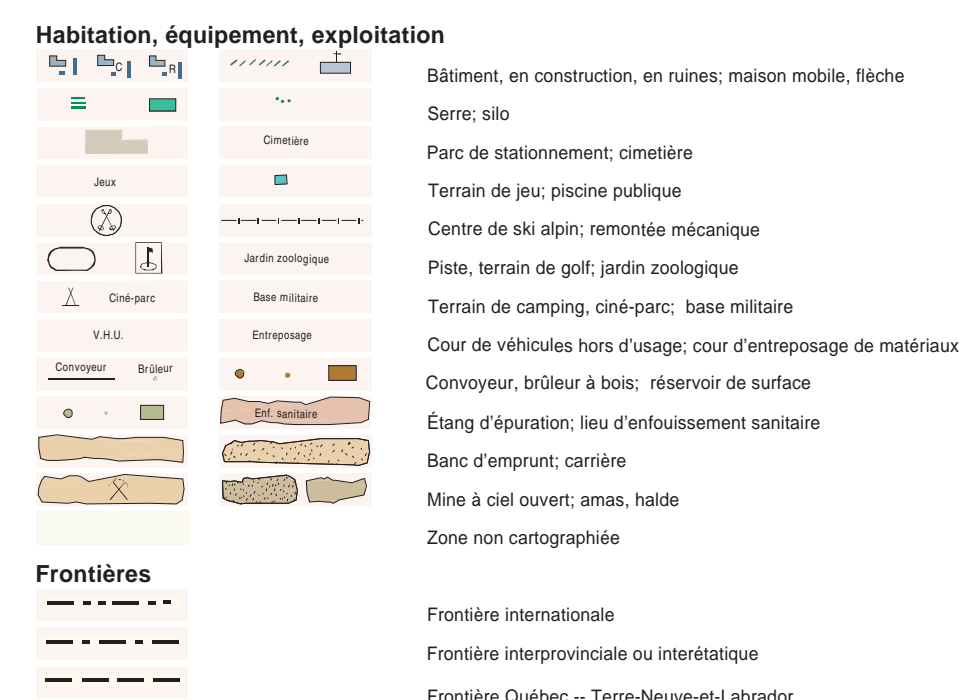 Habitation, équipement, exploitation
C R Bâtiment, en construction, en ruines; maison mobile, flèche
Serre; silo
Cimetière Parc de stationnement; cimetière
Jeux Terrain de jeu; piscine publique
Centre de ski alpin; remontée mécanique
Jardin zoologique Piste, terrain de golf; jardin zoologique
Ciné-parc Base militaire Terrain de camping, ciné-parc; base militaire
V.H.U. Entreposage Cour de véhicules hors d'usage; cour d'entreposage de matériaux
Convoyeur Brûleur Convoyeur, brûleur à bois; réservoir de surface
Enf. sanitaire Étang d'épuration; lieu d'enfouissement sanitaire
Banc d'emprunt; carrière
Mine à ciel ouvert; amas, halde
Zone non cartographiée
Frontières
Frontière internationale
Frontière interprovinciale ou interétatique
Frontière Québec -- Terre-Neuve-et-Labrador